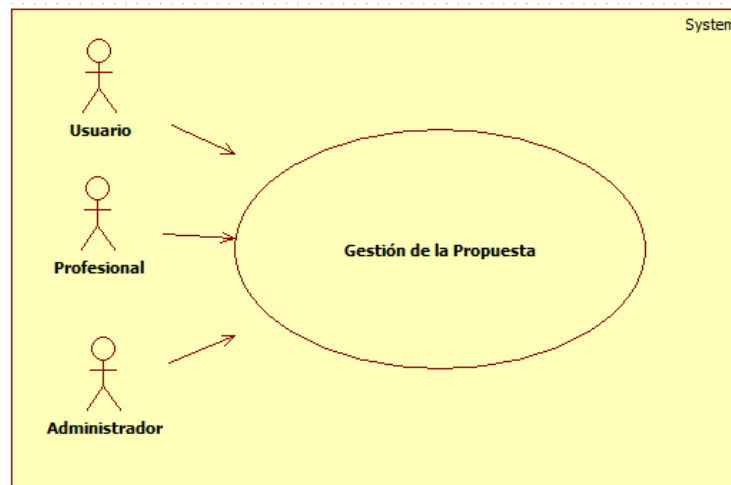 System
Usuario
Profesional
Gestión de la Propuesta
Administrador